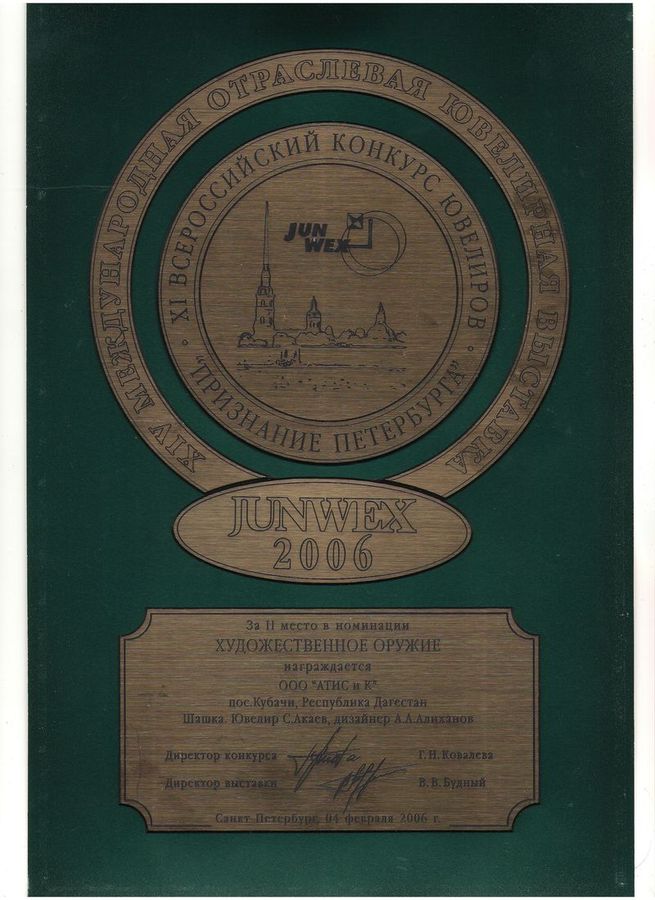 XIV МЕЖДУНАРОДНАЯ ОТРАСЛЕВАЯ ЮВЕЛИРНАЯ ВЫСТАВКА
· XI ВСЕРОССИЙСКИЙ КОНКУРС ЮВЕЛИРОВ ·
"ПРИЗНАНИЕ ПЕТЕРБУРГА"
JUN
WEX
JUNWEX
2006
За II место в номинации
ХУДОЖЕСТВЕННОЕ ОРУЖИЕ
награждается
ООО "АТИС и К"
пос.Кубачи, Республика Дагестан
Шашка. Ювелир С.Акаев, дизайнер А.А.Алиханов
Директор конкурса Г.Н.Ковалева
Директор выставки В.В.Будный
Санкт Петербург, 04 февраля 2006 г.